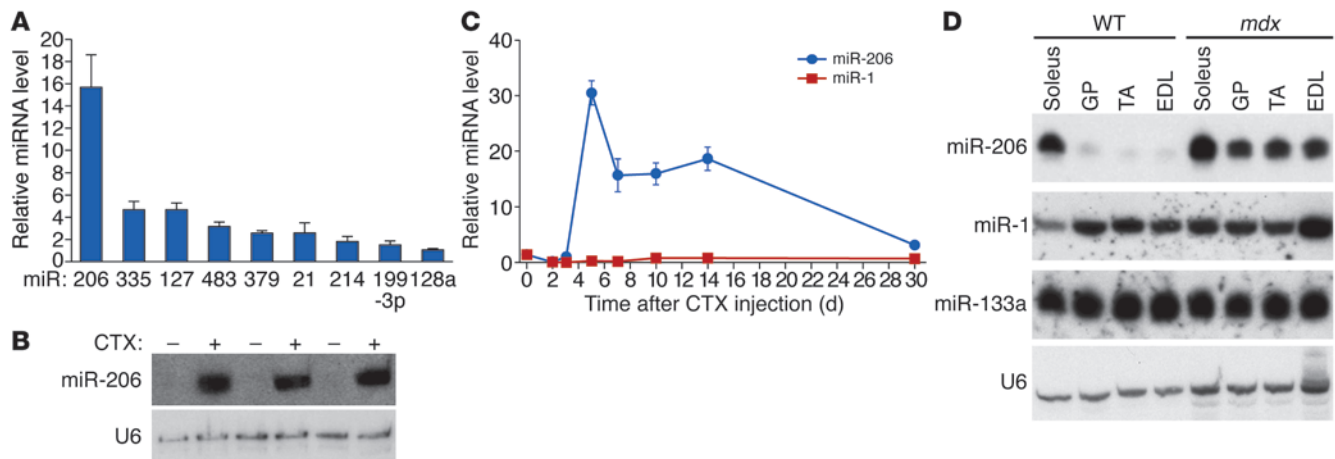 A
Relative miRNA level
20
18
16
14
12
10
8
6
4
2
0
miR: 206 335 127 483 379 21 214 199 128a
-3p
B
CTX: – + – + – +
miR-206
U6
C
Relative miRNA level
40
30
20
10
0
0 2 4 6 8 10 12 14 16 18 20 22 24 26 28 30
Time after CTX injection (d)
miR-206
miR-1
D
WT mdx
Soleus GP TA EDL Soleus GP TA EDL
miR-206
miR-1
miR-133a
U6